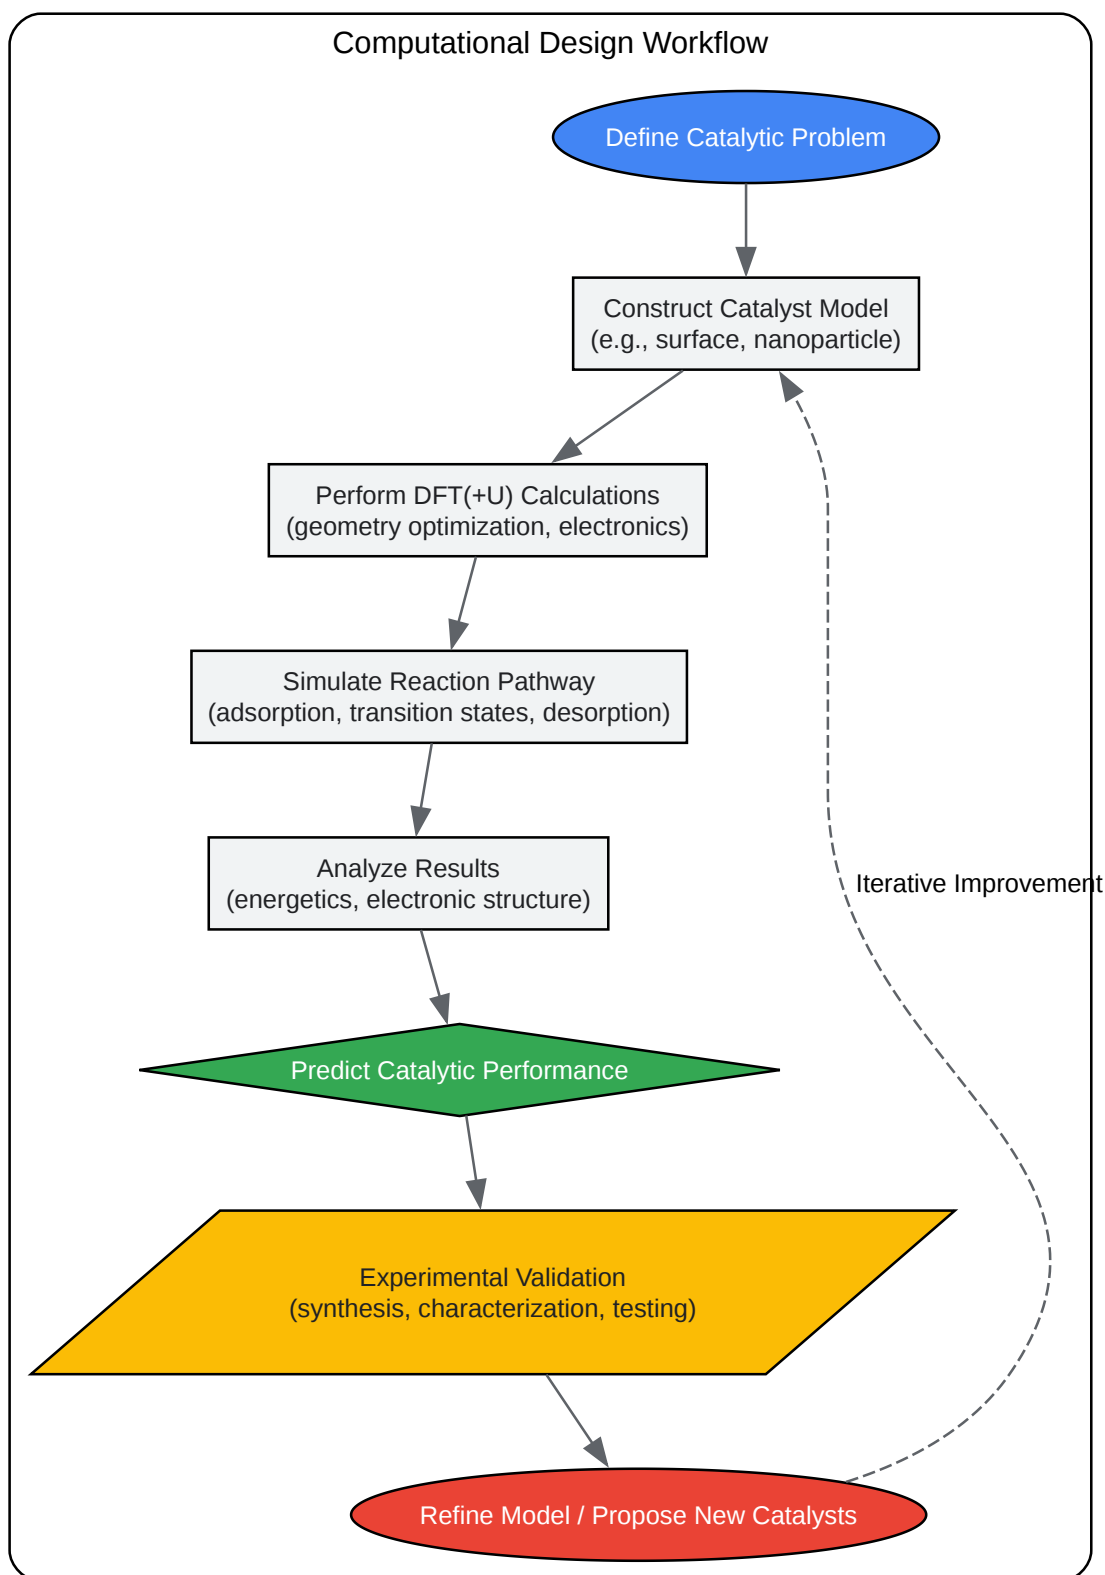 Computational Design Workflow
Define Catalytic Problem
Construct Catalyst Model
(e.g., surface, nanoparticle)
Perform DFT(+U) Calculations
(geometry optimization, electronics)
Simulate Reaction Pathway
(adsorption, transition states, desorption)
Analyze Results
(energetics, electronic structure)
Iterative Improvement
Predict Catalytic Performance
Experimental Validation
(synthesis, characterization, testing)
Refine Model / Propose New Catalysts